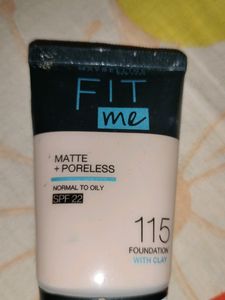 FIT
me
MATTE
+ PORELESS
NORMAL TO OILY
SPF 22
115
FOUNDATION
WITH CLAY